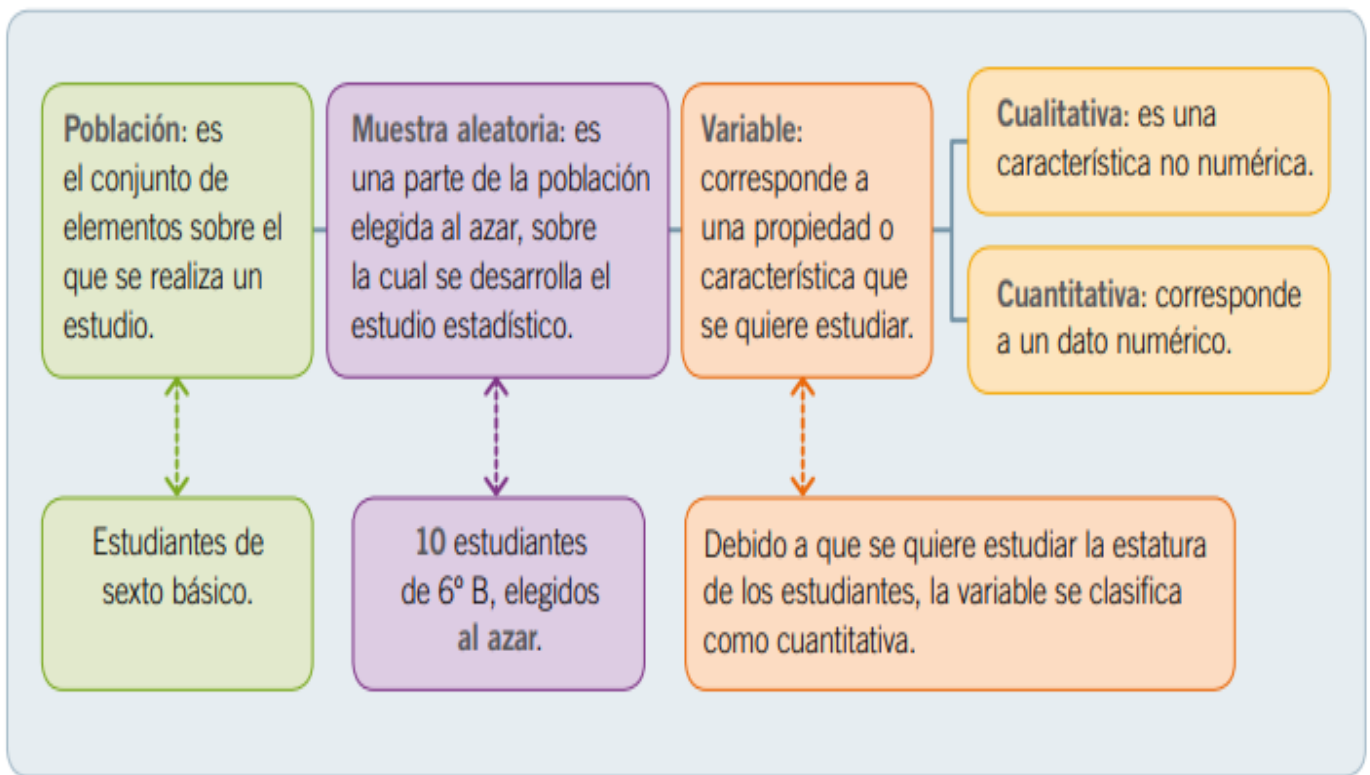 Población: es
el conjunto de
elementos sobre el
que se realiza un
estudio.
Muestra aleatoria: es
una parte de la población
elegida al azar, sobre
la cual se desarrolla el
estudio estadístico.
Variable:
corresponde a
una propiedad o
característica que
se quiere estudiar.
Cualitativa: es una
característica no numérica.
Cuantitativa: corresponde
a un dato numérico.
Estudiantes de
sexto básico.
10 estudiantes
de 6º B, elegidos
al azar.
Debido a que se quiere estudiar la estatura
de los estudiantes, la variable se clasifica
como cuantitativa.